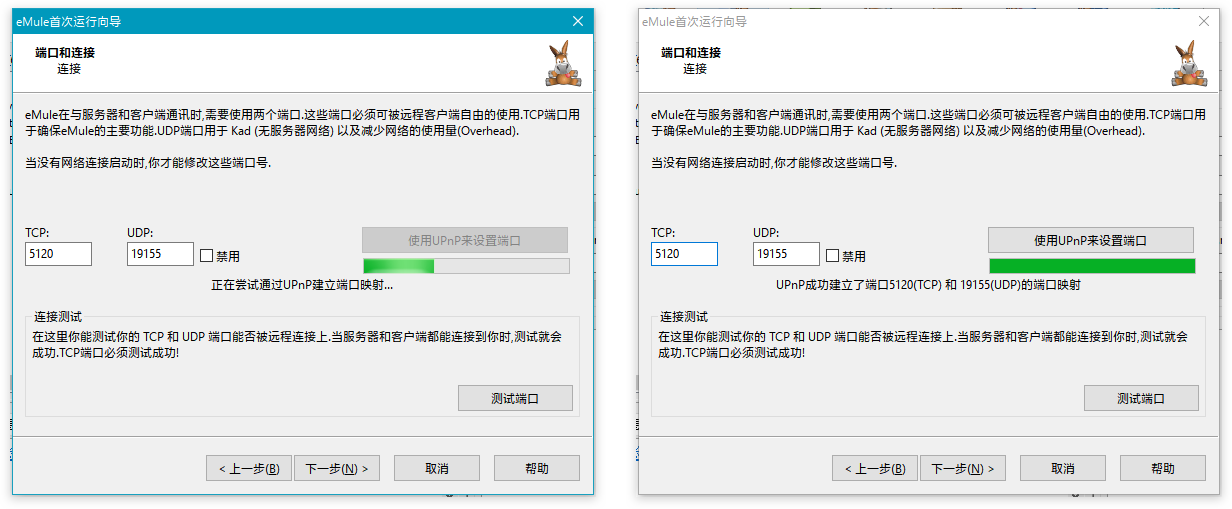 eMule首次运行向导
端口和连接
连接
eMule在与服务器和客户端通讯时,需要使用两个端口.这些端口必须可被远程客户端自由的使用.TCP端口用
于确保eMule的主要功能.UDP端口用于 Kad (无服务器网络) 以及减少网络的使用量(Overhead).
当没有网络连接启动时,你才能修改这些端口号.
TCP:
UDP:
5120
19155
禁用
使用UPnP来设置端口
正在尝试通过UPnP建立端口映射...
连接测试
在这里你能测试你的 TCP 和 UDP 端口能否被远程连接上.当服务器和客户端都能连接到你时,测试就会
成功.TCP端口必须测试成功!
测试端口
< 上一步(B)
下一步(N) >
取消
帮助
eMule首次运行向导
端口和连接
连接
eMule在与服务器和客户端通讯时,需要使用两个端口.这些端口必须可被远程客户端自由的使用.TCP端口用
于确保eMule的主要功能.UDP端口用于 Kad (无服务器网络) 以及减少网络的使用量(Overhead).
当没有网络连接启动时,你才能修改这些端口号.
TCP:
UDP:
5120
19155
禁用
使用UPnP来设置端口
UPnP成功建立了端口5120(TCP) 和 19155(UDP)的端口映射
连接测试
在这里你能测试你的 TCP 和 UDP 端口能否被远程连接上.当服务器和客户端都能连接到你时,测试就会
成功.TCP端口必须测试成功!
测试端口
< 上一步(B)
下一步(N) >
取消
帮助